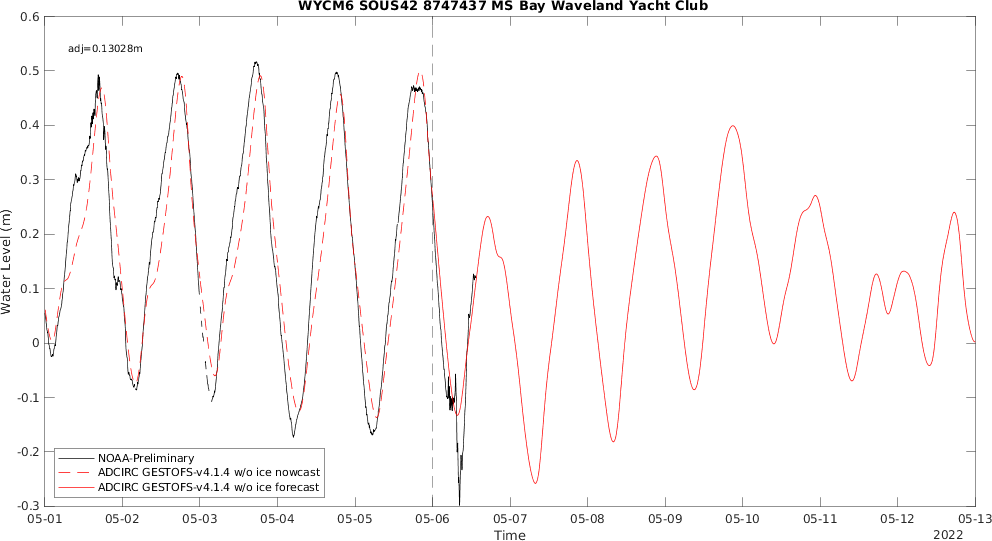 WYCM6 SOUS42 8747437 MS Bay Waveland Yacht Club
adj=0.13028m
0.6
0.5
0.4
0.3
0.2
0.1
0
-0.1
-0.2
-0.3
Water Level (m)
NOAA-Preliminary
ADCIRC GESTOFS-v4.1.4 w/o ice nowcast
ADCIRC GESTOFS-v4.1.4 w/o ice forecast
05-01 05-02 05-03 05-04 05-05 05-06 05-07 05-08 05-09 05-10 05-11 05-12 05-13
Time
2022